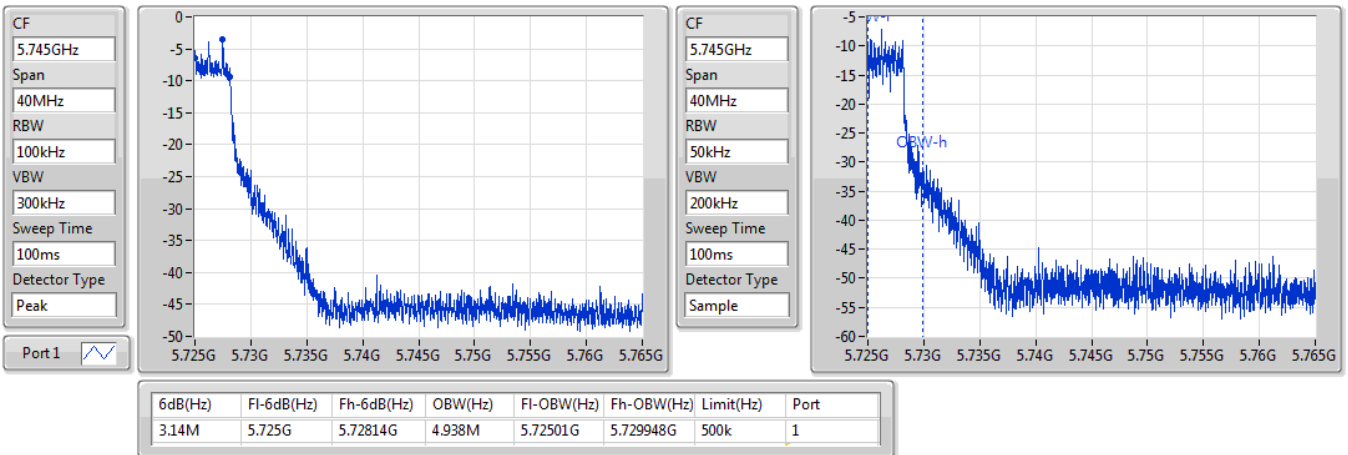 CF
5.745GHz
Span
40MHz
RBW
100kHz
VBW
300kHz
Sweep Time
100ms
Detector Type
Peak
Port 1
0
-5
-10
-15
-20
-25
-30
-35
-40
-45
-50
5.725G 5.73G 5.735G 5.74G 5.745G 5.75G 5.755G 5.76G 5.765G
CF
5.745GHz
Span
40MHz
RBW
50kHz
VBW
200kHz
Sweep Time
100ms
Detector Type
Sample
-5
-10
-15
-20
-25
-30
-35
-40
-45
-50
-55
-60
OBW-h
5.725G 5.73G 5.735G 5.74G 5.745G 5.75G 5.755G 5.76G 5.765G
6dB(Hz) Fl-6dB(Hz) Fh-6dB(Hz) OBW(Hz) Fl-OBW(Hz) Fh-OBW(Hz) Limit(Hz) Port
3.14M 5.725G 5.72814G 4.938M 5.72501G 5.729948G 500k 1